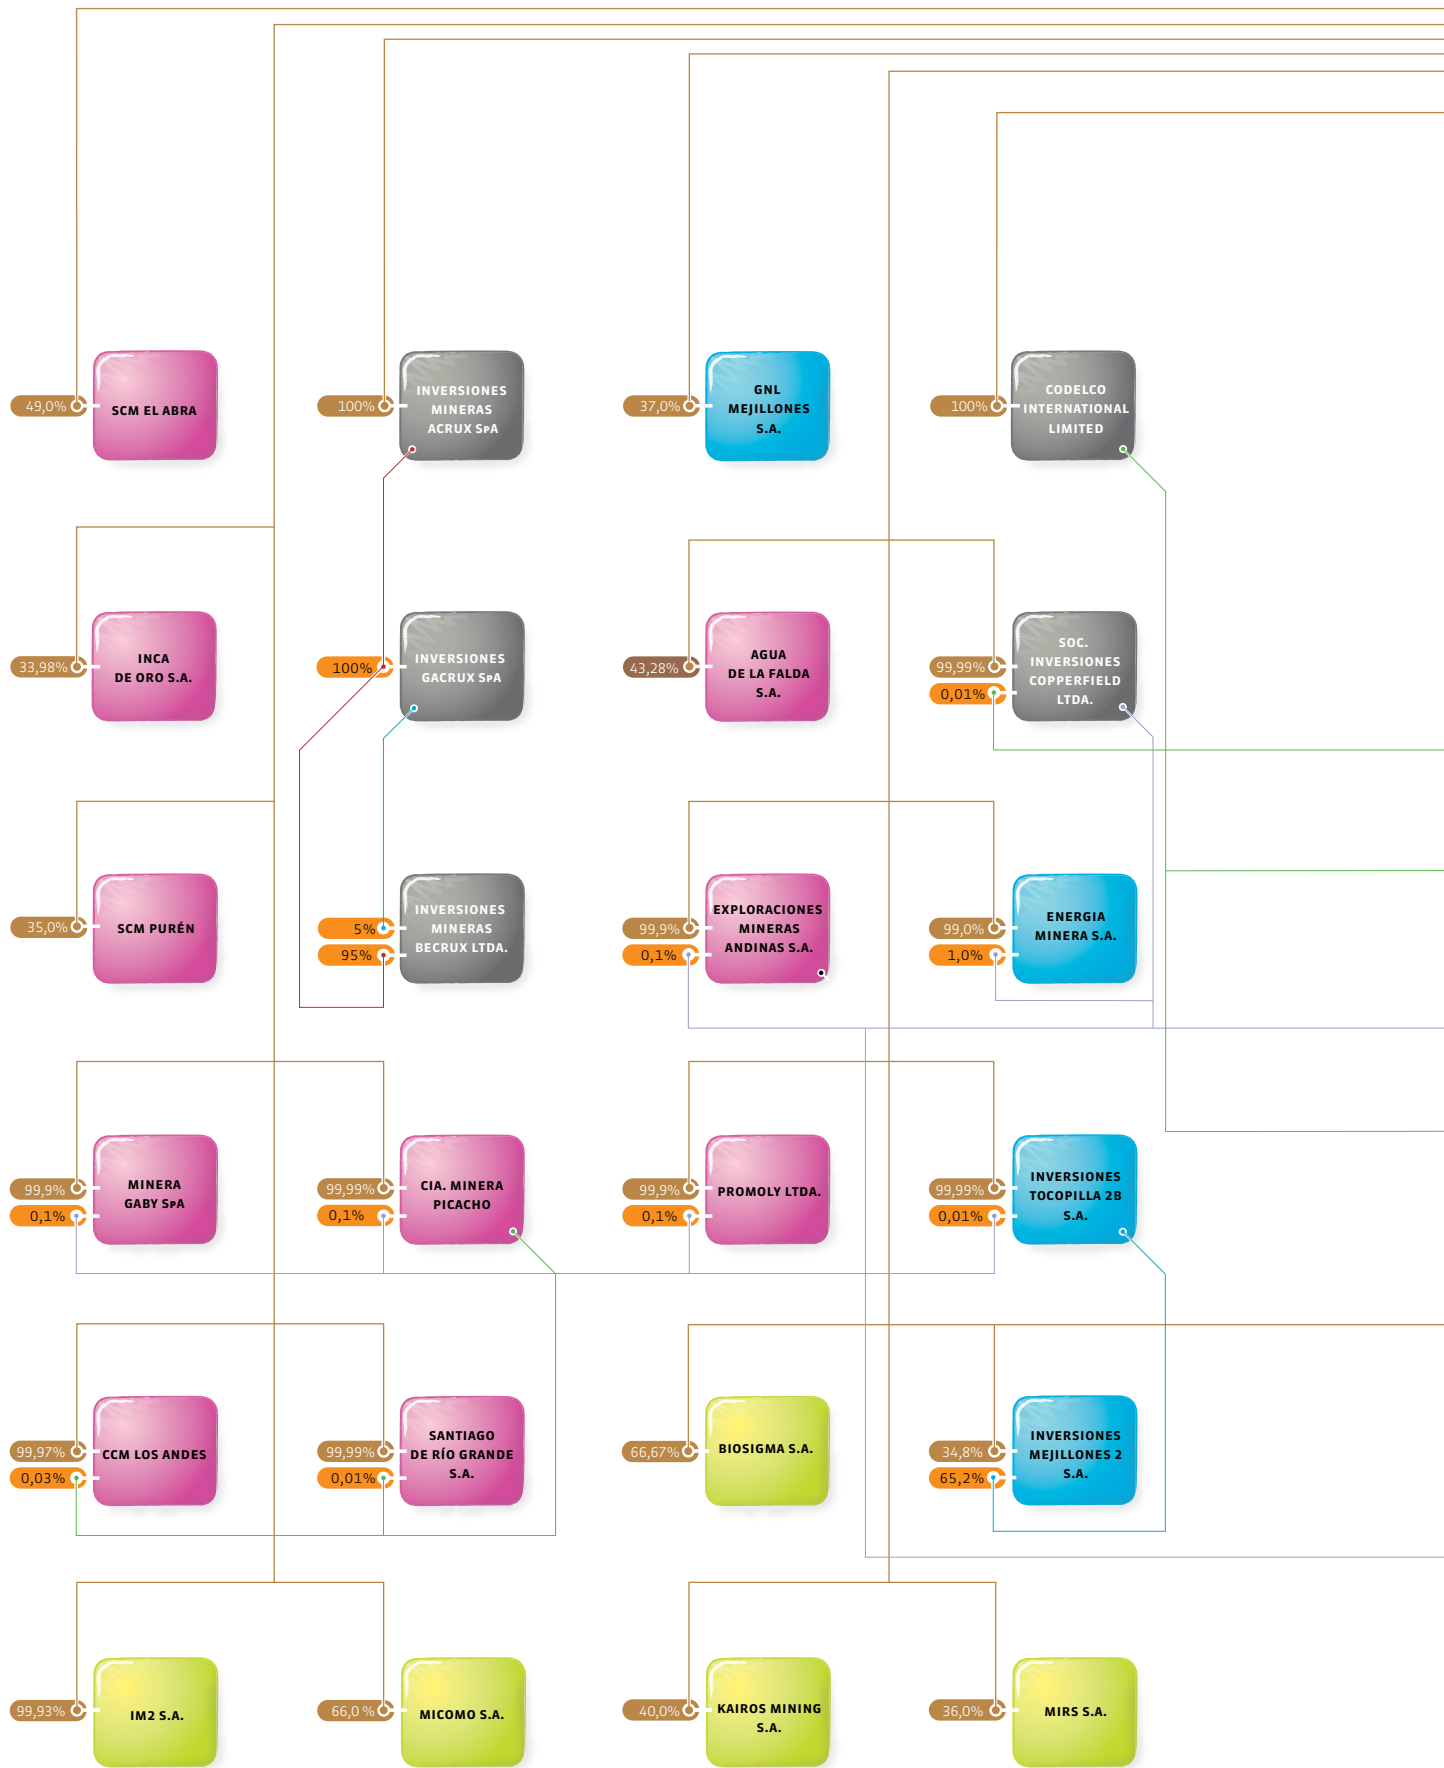 49,0%
SCM EL ABRA
100%
INVERSIONES
MINERAS
ACRUX SPA
37,0%
GNL
MEJILLONES
S.A.
100%
CODELCO
INTERNATIONAL
LIMITED
33,98%
INCA
DE ORO S.A.
100%
INVERSIONES
GACRUX SPA
43,28%
AGUA
DE LA FALDA
S.A.
99,99%
0,01%
SOC.
INVERSIONES
COPPERFIELD
LTDA.
35,0%
SCM PURÉN
5%
95%
INVERSIONES
MINERAS
BECRUX LTDA.
99,9%
0,1%
EXPLORACIONES
MINERAS
ANDINAS S.A.
99,0%
1,0%
ENERGIA
MINERA S.A.
99,9%
0,1%
MINERA
GABY SPA
99,99%
0,1%
CIA. MINERA
PICACHO
99,9%
0,1%
PROMOLY LTDA.
99,99%
0,01%
INVERSIONES
TOCOPILLA 2B
S.A.
99,97%
0,03%
CCM LOS ANDES
99,99%
0,01%
SANTIAGO
DE RÍO GRANDE
S.A.
66,67%
BIOSIGMA S.A.
34,8%
65,2%
INVERSIONES
MEJILLONES 2
S.A.
99,93%
IM2 S.A.
66,0 %
MICOMO S.A.
40,0%
KAIROS MINING
S.A.
36,0%
MIRS S.A.